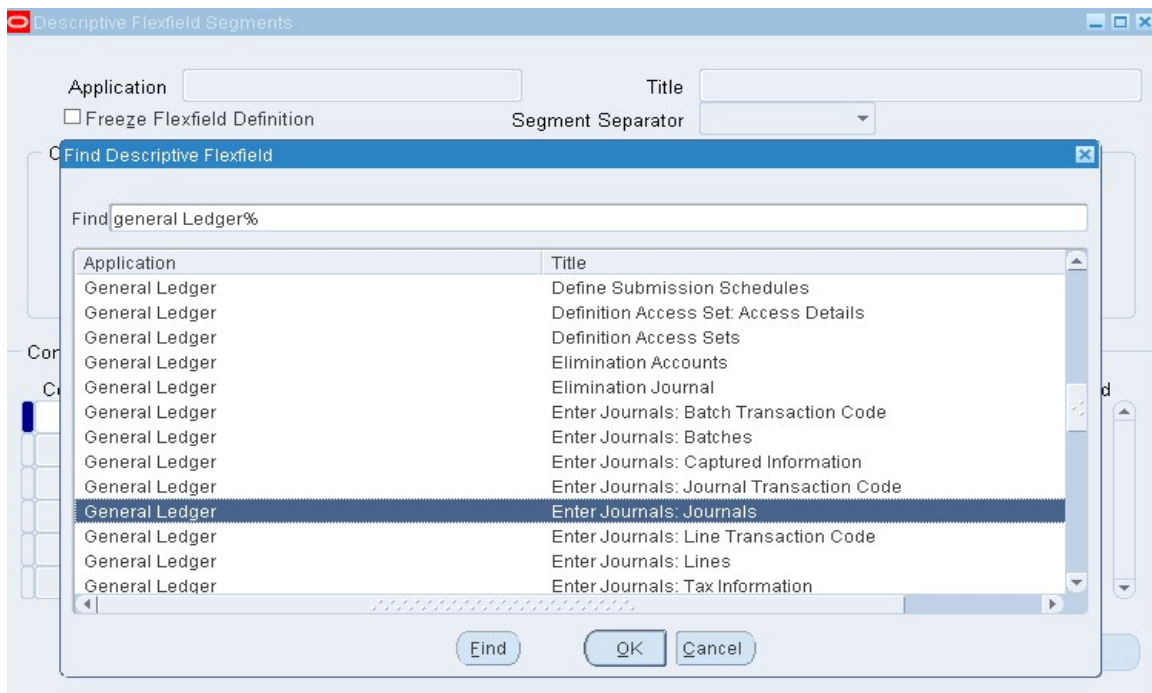 Descriptive Flexfield Segments
Application Title
Freeze Flexfield Definition Segment Separator
C Find Descriptive Flexfield
Find general Ledger%
Application Title
General Ledger Define Submission Schedules
General Ledger Definition Access Set: Access Details
General Ledger Definition Access Sets
Cor
General Ledger Elimination Accounts
General Ledger Elimination Journal
d
General Ledger Enter Journals: Batch Transaction Code
General Ledger Enter Journals: Batches
General Ledger Enter Journals: Captured Information
General Ledger Enter Journals: Journal Transaction Code
General Ledger Enter Journals: Journals
General Ledger Enter Journals: Line Transaction Code
General Ledger Enter Journals: Lines
General Ledger Enter Journals: Tax Information
Find OK Cancel